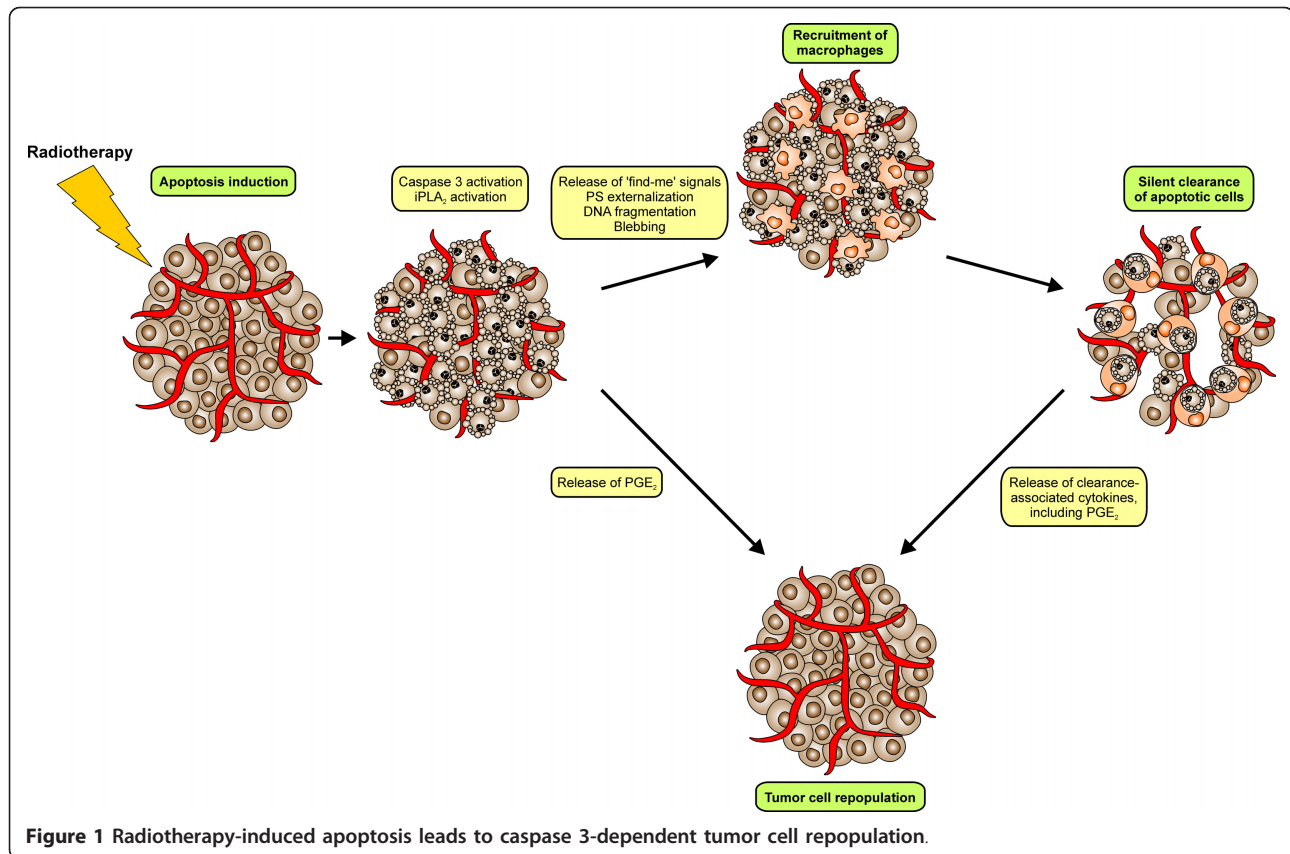 Recruitment of
macrophages
Radiotherapy
Apoptosis induction
Caspase 3 activation
iPLA₂ activation
Release of 'find-me' signals
PS externalization
DNA fragmentation
Blebbing
Silent clearance
of apoptotic cells
Release of PGE₂
Release of clearance-
associated cytokines,
including PGE₂
Tumor cell repopulation
Figure 1 Radiotherapy-induced apoptosis leads to caspase 3-dependent tumor cell repopulation.